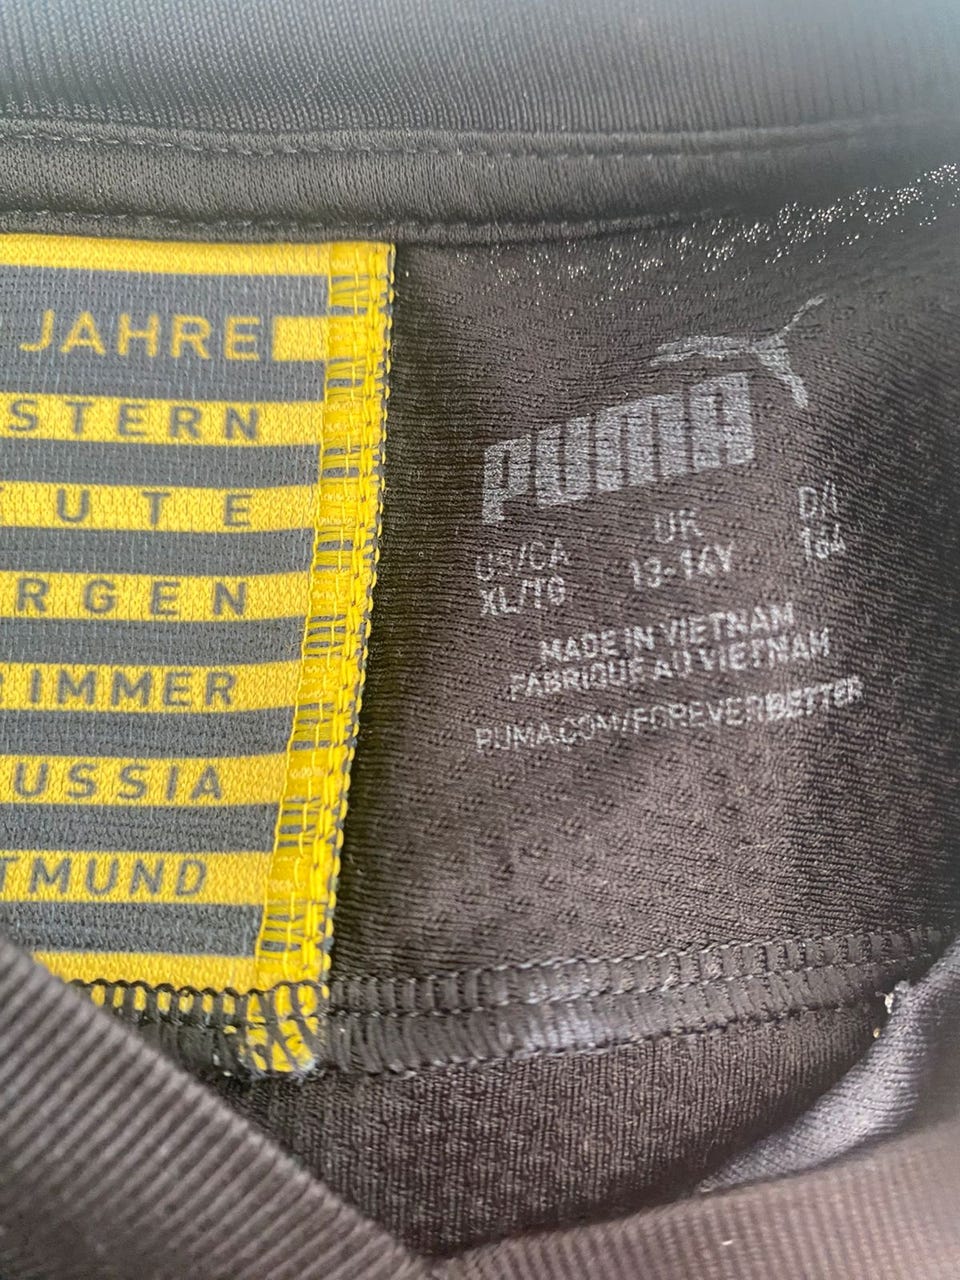 JAHRE
STERN
UTE
RGEN
IMMER
USSIA
TMUND
PUMA
US/CA UK D/I
XL/TG 13-14Y 164
MADE IN VIETNAM
FABRIQUÉ AU VIETNAM
PUMA.COM/FOREVERBETTER